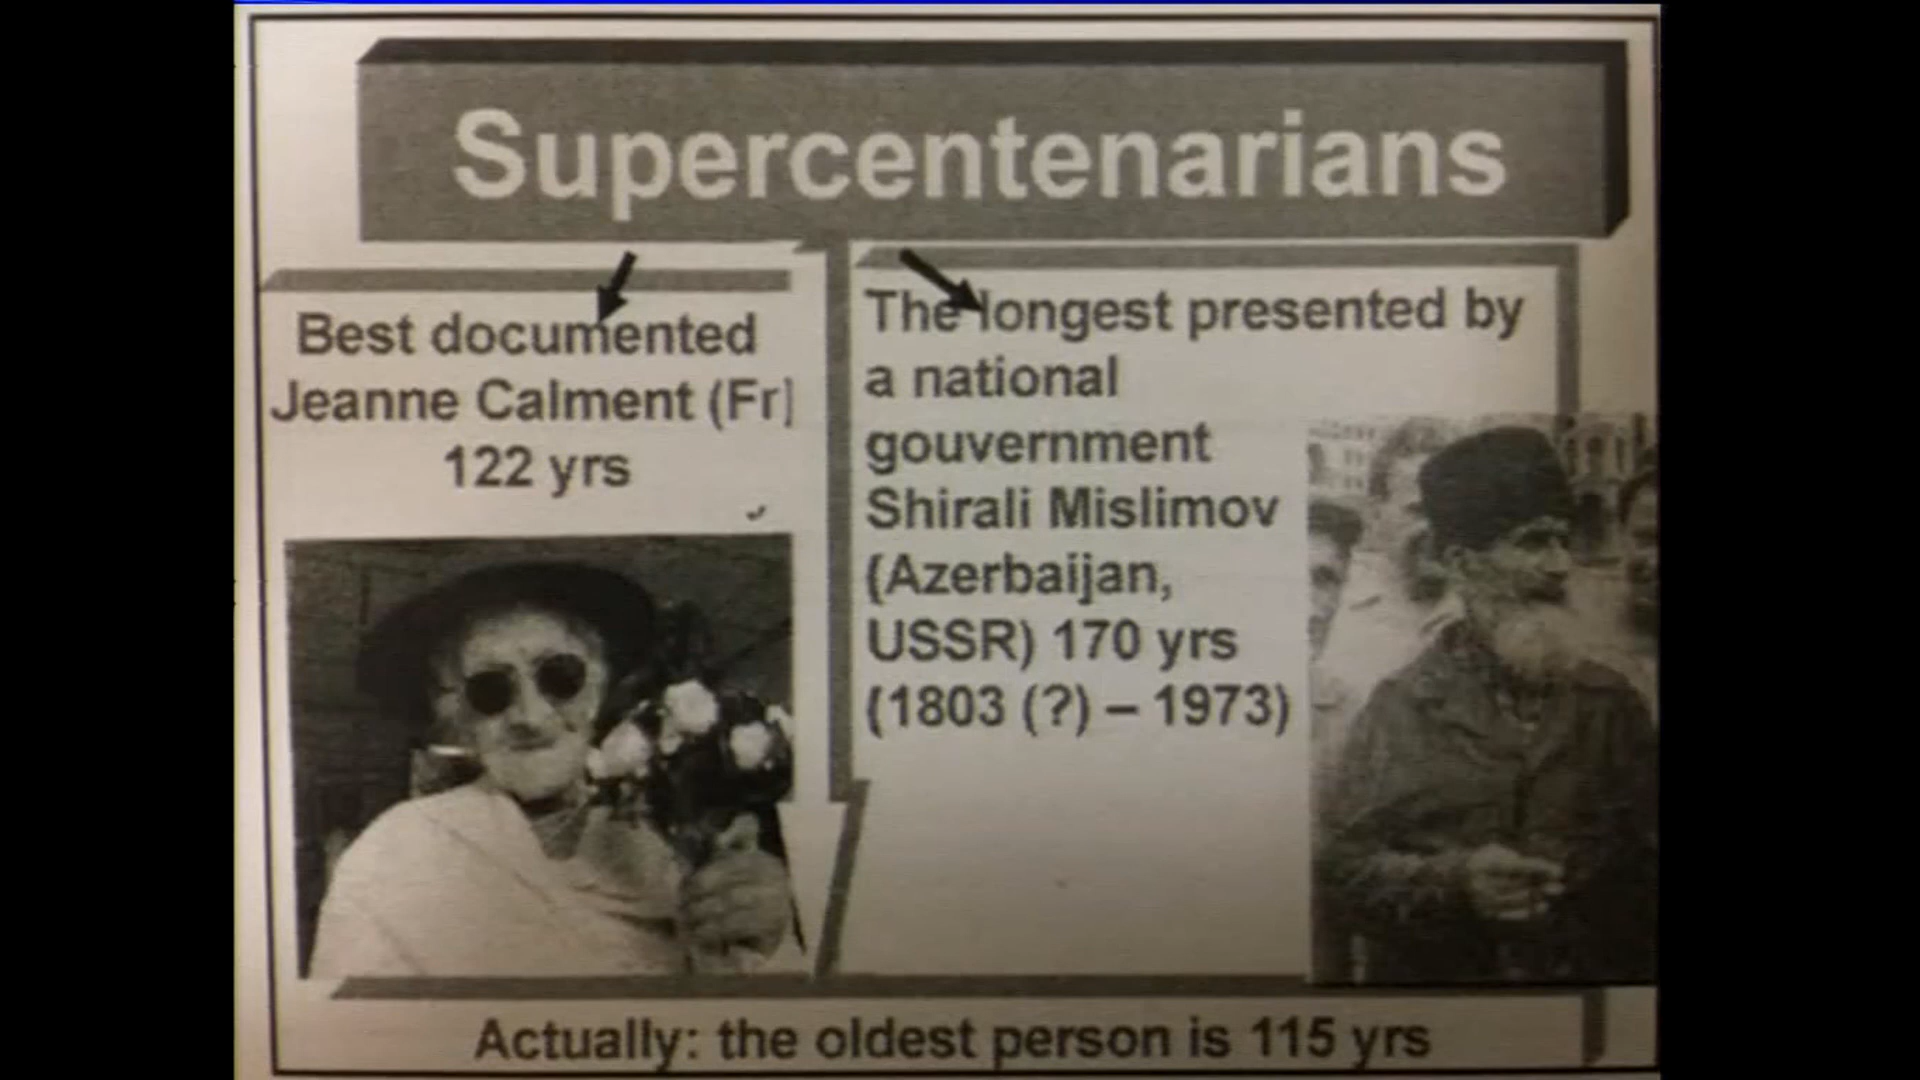 Supercentenarians
Best documented
Jeanne Calment (Fr)
122 yrs
The longest presented by
a national
gouvernment
Shirali Mislimov
(Azerbaijan,
USSR) 170 yrs
(1803 (?) – 1973)
Actually: the oldest person is 115 yrs